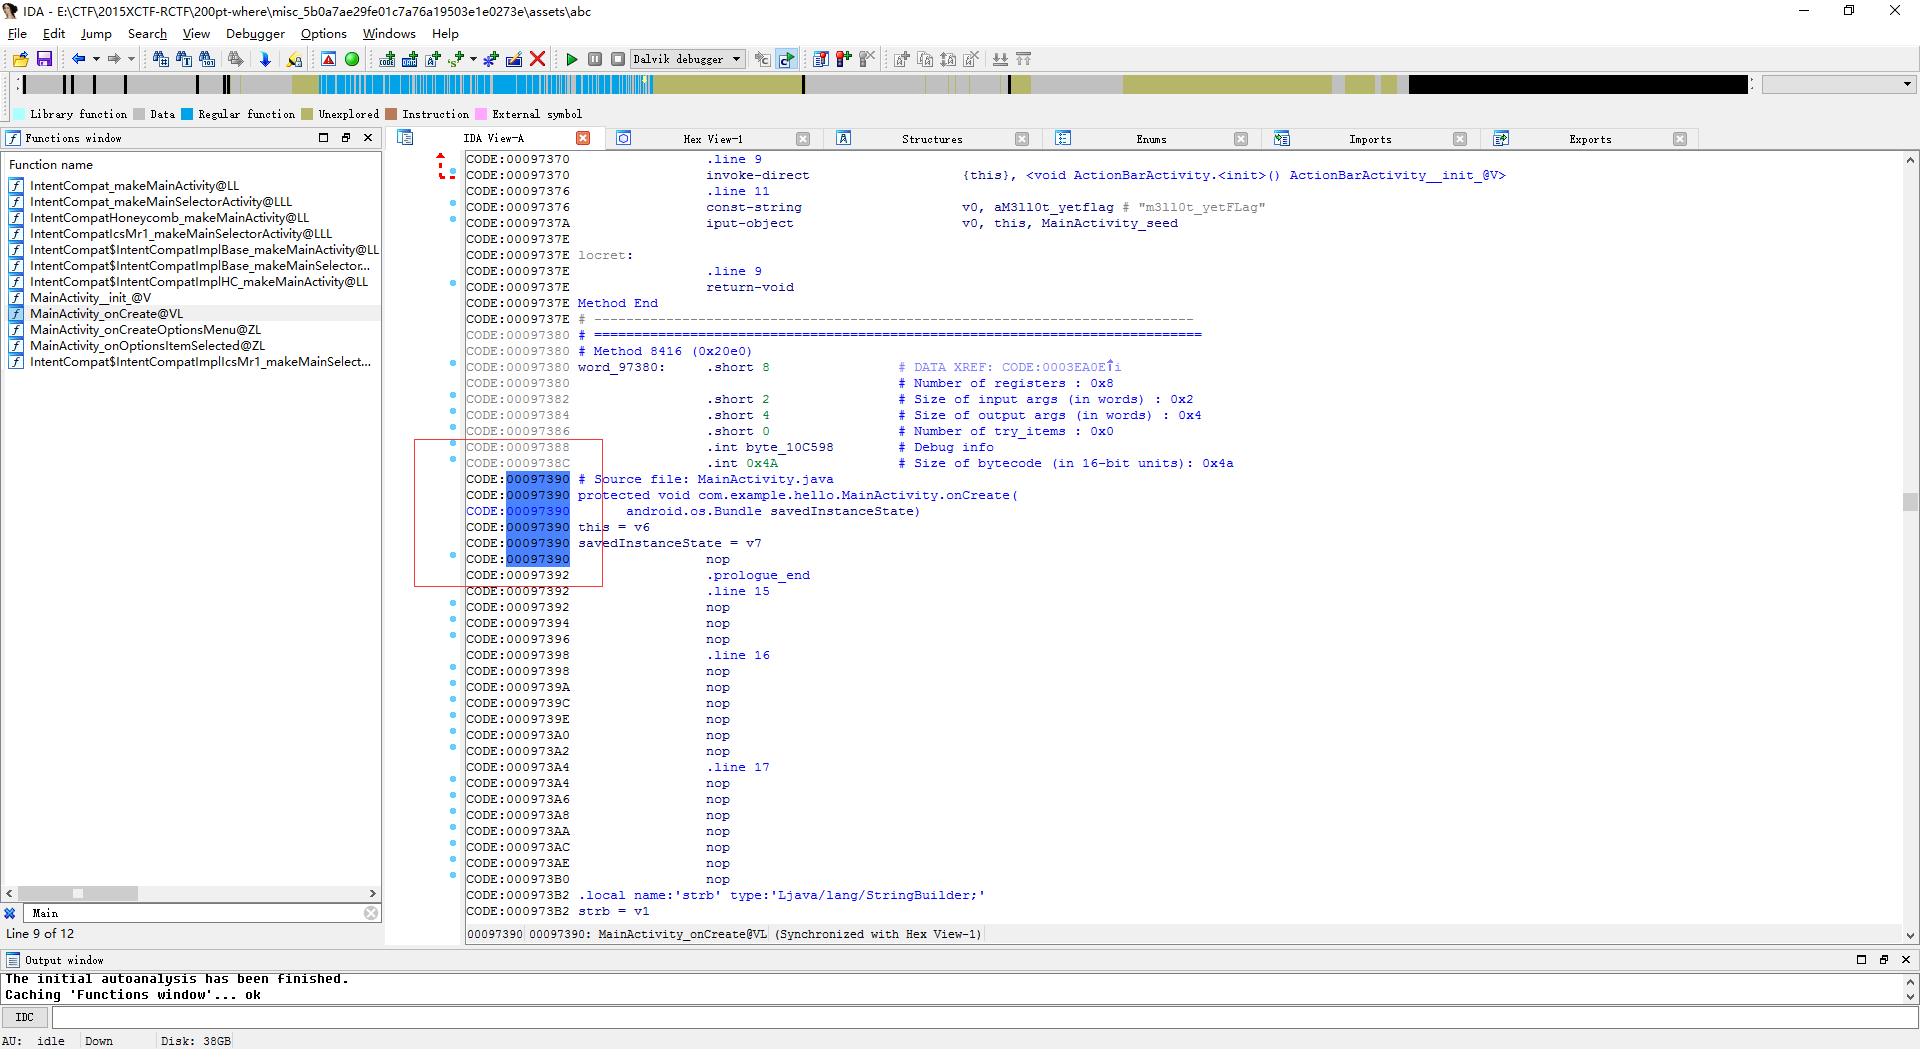 IDA - E:\CTF\2015XCTF-RCTF\200pt-where\misc_5b0a7ae29fe01c7a76a19503e1e0273e\assets\abc
File Edit Jump Search View Debugger Options Windows Help
Dalvik debugger
Library function Data Regular function Unexplored Instruction External symbol
Functions window
IDA View-A Hex View-1 Structures Enums Imports Exports
Function name
IntentCompat_makeMainActivity@LL
IntentCompat_makeMainSelectorActivity@LLL
IntentCompatHoneycomb_makeMainActivity@LL
IntentCompatIcsMr1_makeMainSelectorActivity@LLL
IntentCompat$IntentCompatImplBase_makeMainActivity@LL
IntentCompat$IntentCompatImplBase_makeMainSelector...
IntentCompat$IntentCompatImplHC_makeMainActivity@LL
MainActivity__init_@V
MainActivity_onCreate@VL
MainActivity_onCreateOptionsMenu@ZL
MainActivity_onOptionsItemSelected@ZL
IntentCompat$IntentCompatImplIcsMr1_makeMainSelect...
Main
Line 9 of 12
CODE:00097370 .line 9
CODE:00097370 invoke-direct {this}, <void ActionBarActivity.<init>() ActionBarActivity__init_@V>
CODE:00097376 .line 11
CODE:00097376 const-string v0, aM3ll0t_yetflag # "m3ll0t_yetFLag"
CODE:0009737A iput-object v0, this, MainActivity_seed
CODE:0009737E
CODE:0009737E locret:
CODE:0009737E .line 9
CODE:0009737E return-void
CODE:0009737E Method End
CODE:0009737E # ---------------------------------------------------------------------------
CODE:00097380 # ============================================================================
CODE:00097380 # Method 8416 (0x20e0)
CODE:00097380 word_97380: .short 8 # DATA XREF: CODE:0003EA0E↑i
CODE:00097380 # Number of registers : 0x8
CODE:00097382 .short 2 # Size of input args (in words) : 0x2
CODE:00097384 .short 4 # Size of output args (in words) : 0x4
CODE:00097386 .short 0 # Number of try_items : 0x0
CODE:00097388 .int byte_10C598 # Debug info
CODE:0009738C .int 0x4A # Size of bytecode (in 16-bit units): 0x4a
CODE:00097390 # Source file: MainActivity.java
CODE:00097390 protected void com.example.hello.MainActivity.onCreate(
CODE:00097390 android.os.Bundle savedInstanceState)
CODE:00097390 this = v6
CODE:00097390 savedInstanceState = v7
CODE:00097390 nop
CODE:00097392 .prologue_end
CODE:00097392 .line 15
CODE:00097392 nop
CODE:00097394 nop
CODE:00097396 nop
CODE:00097398 .line 16
CODE:00097398 nop
CODE:0009739A nop
CODE:0009739C nop
CODE:0009739E nop
CODE:000973A0 nop
CODE:000973A2 nop
CODE:000973A4 .line 17
CODE:000973A4 nop
CODE:000973A6 nop
CODE:000973A8 nop
CODE:000973AA nop
CODE:000973AC nop
CODE:000973AE nop
CODE:000973B0 nop
CODE:000973B2 .local name:'strb' type:'Ljava/lang/StringBuilder;'
CODE:000973B2 strb = v1
00097390 00097390: MainActivity_onCreate@VL (Synchronized with Hex View-1)
Output window
The initial autoanalysis has been finished.
Caching 'Functions window'... ok
IDC
AU: idle Down Disk: 38GB